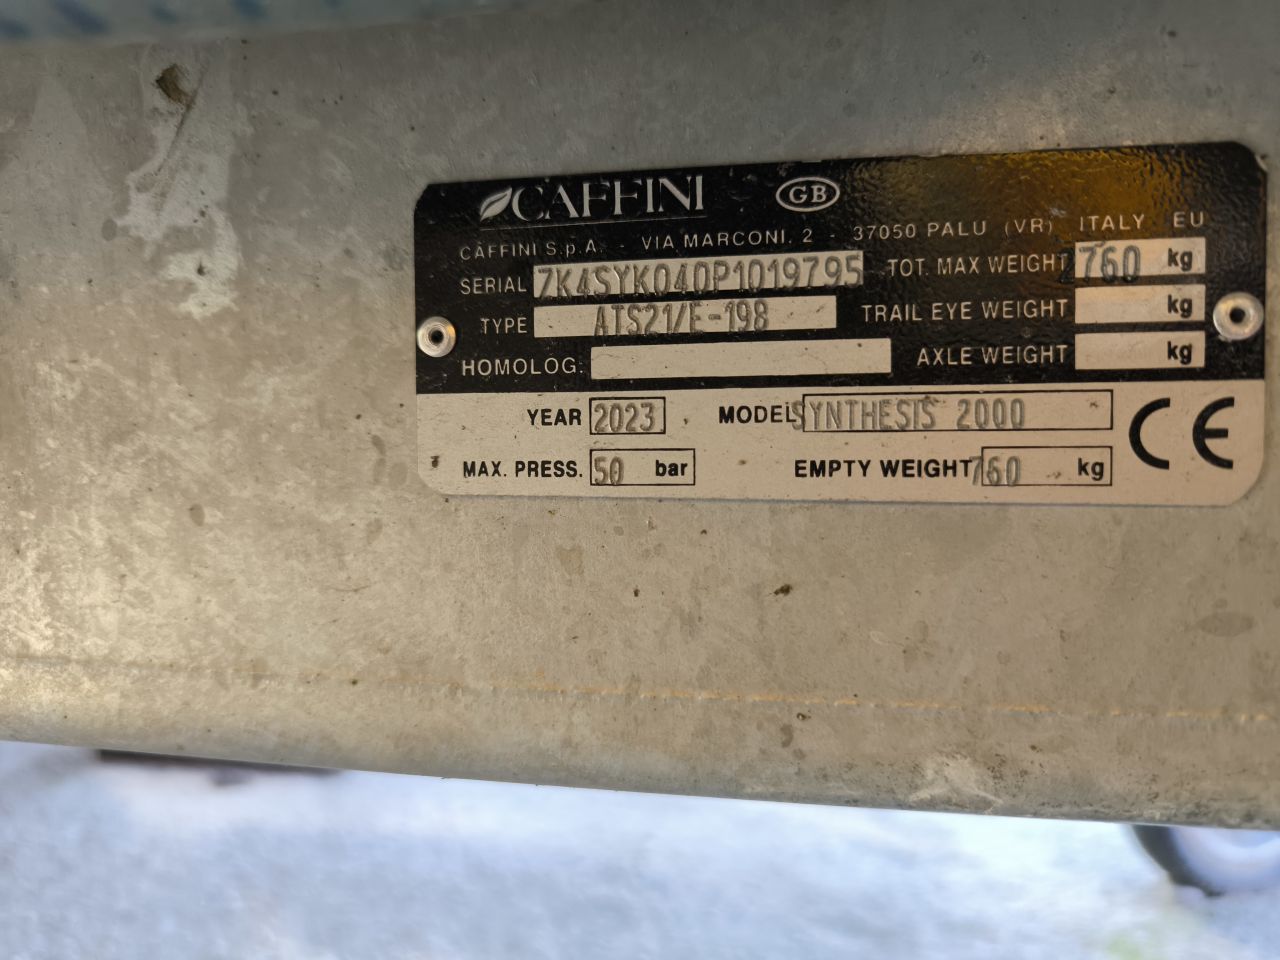 CAFFINI GB
CAFFINI S.p.A. - VIA MARCONI, 2 - 37050 PALU (VR) ITALY EU
SERIAL ZK4SYK040P1019795 TOT. MAX WEIGHT 760 kg
TYPE ATS21/E-198 TRAIL EYE WEIGHT kg
HOMOLOG. AXLE WEIGHT kg
YEAR 2023 MODEL SYNTHESIS 2000 CE
MAX. PRESS. 50 bar EMPTY WEIGHT 760 kg